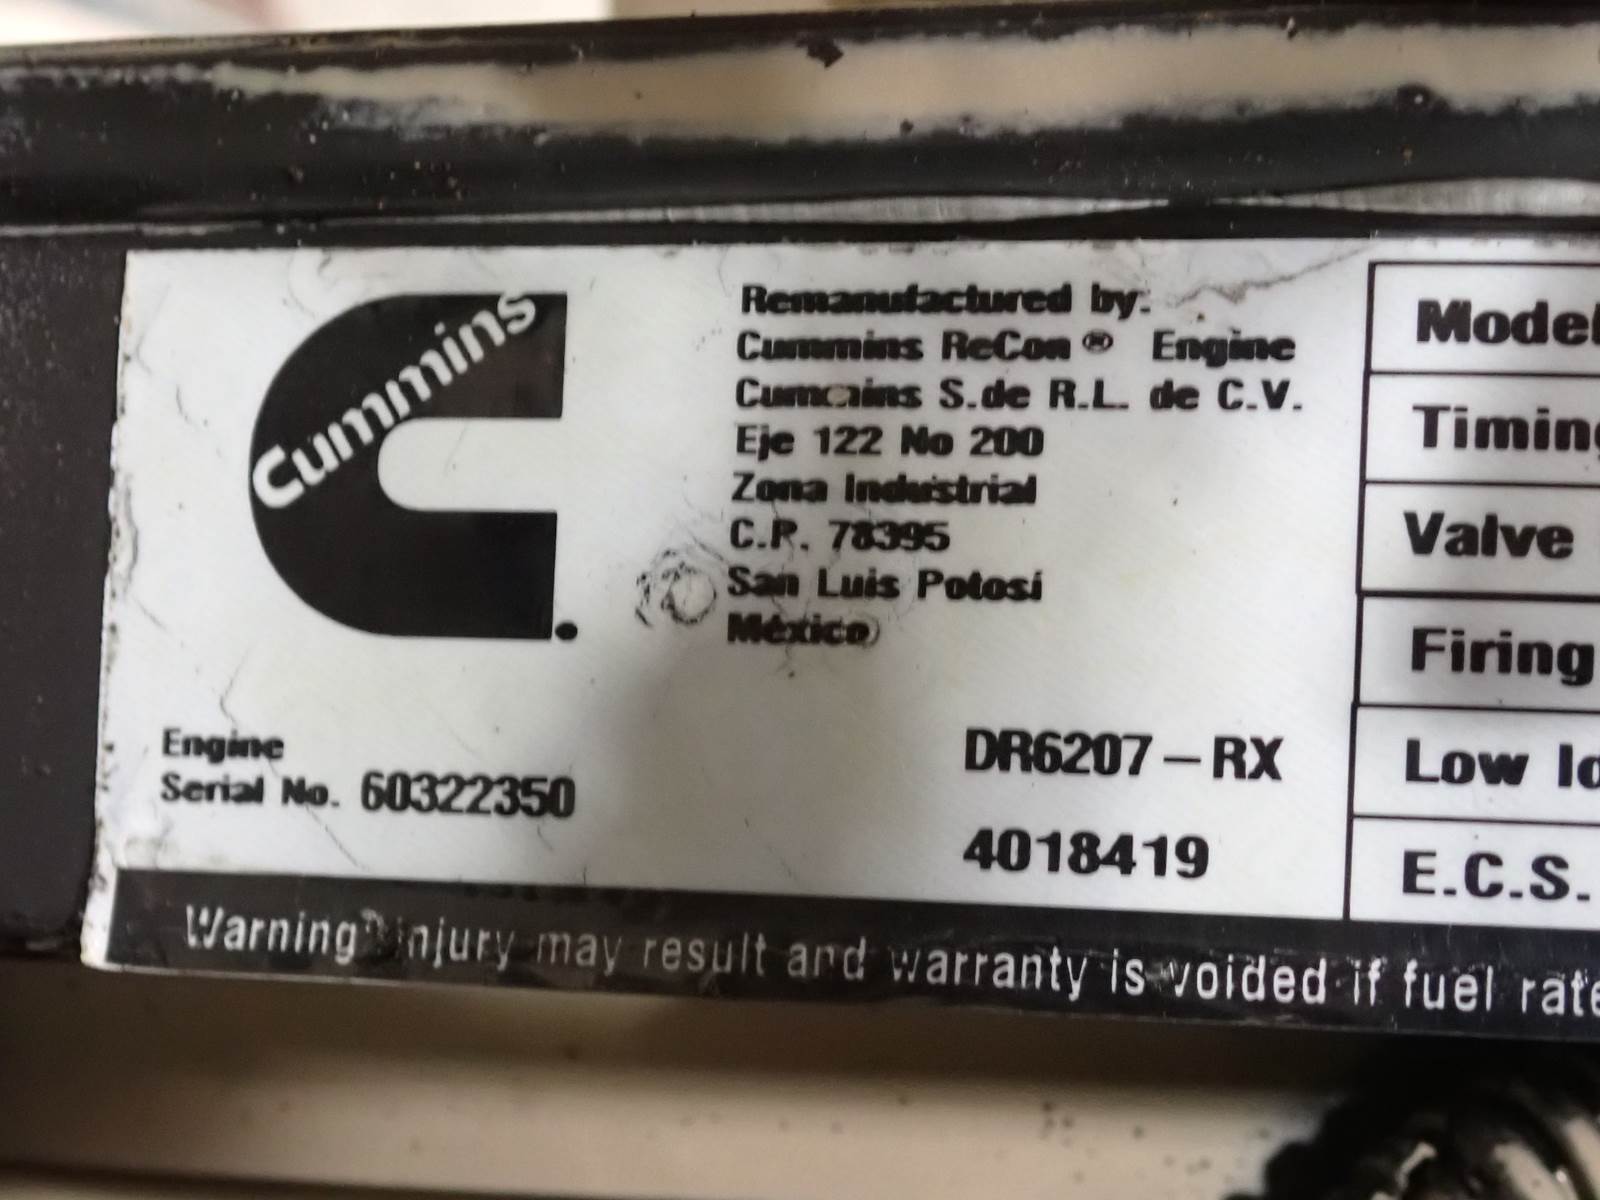 Cummins
Remanufactured by:
Cummins ReCon ® Engine
Cummins S.de R.L. de C.V.
Eje 122 No 200
Zona Industrial
C.P. 78395
San Luis Potosí
México
Engine
Serial No. 60322350
DR6207-RX
4018419
Model
Timing
Valve
Firing
Low
E.C.S.
Warning injury may result and warranty is voided if fuel rate